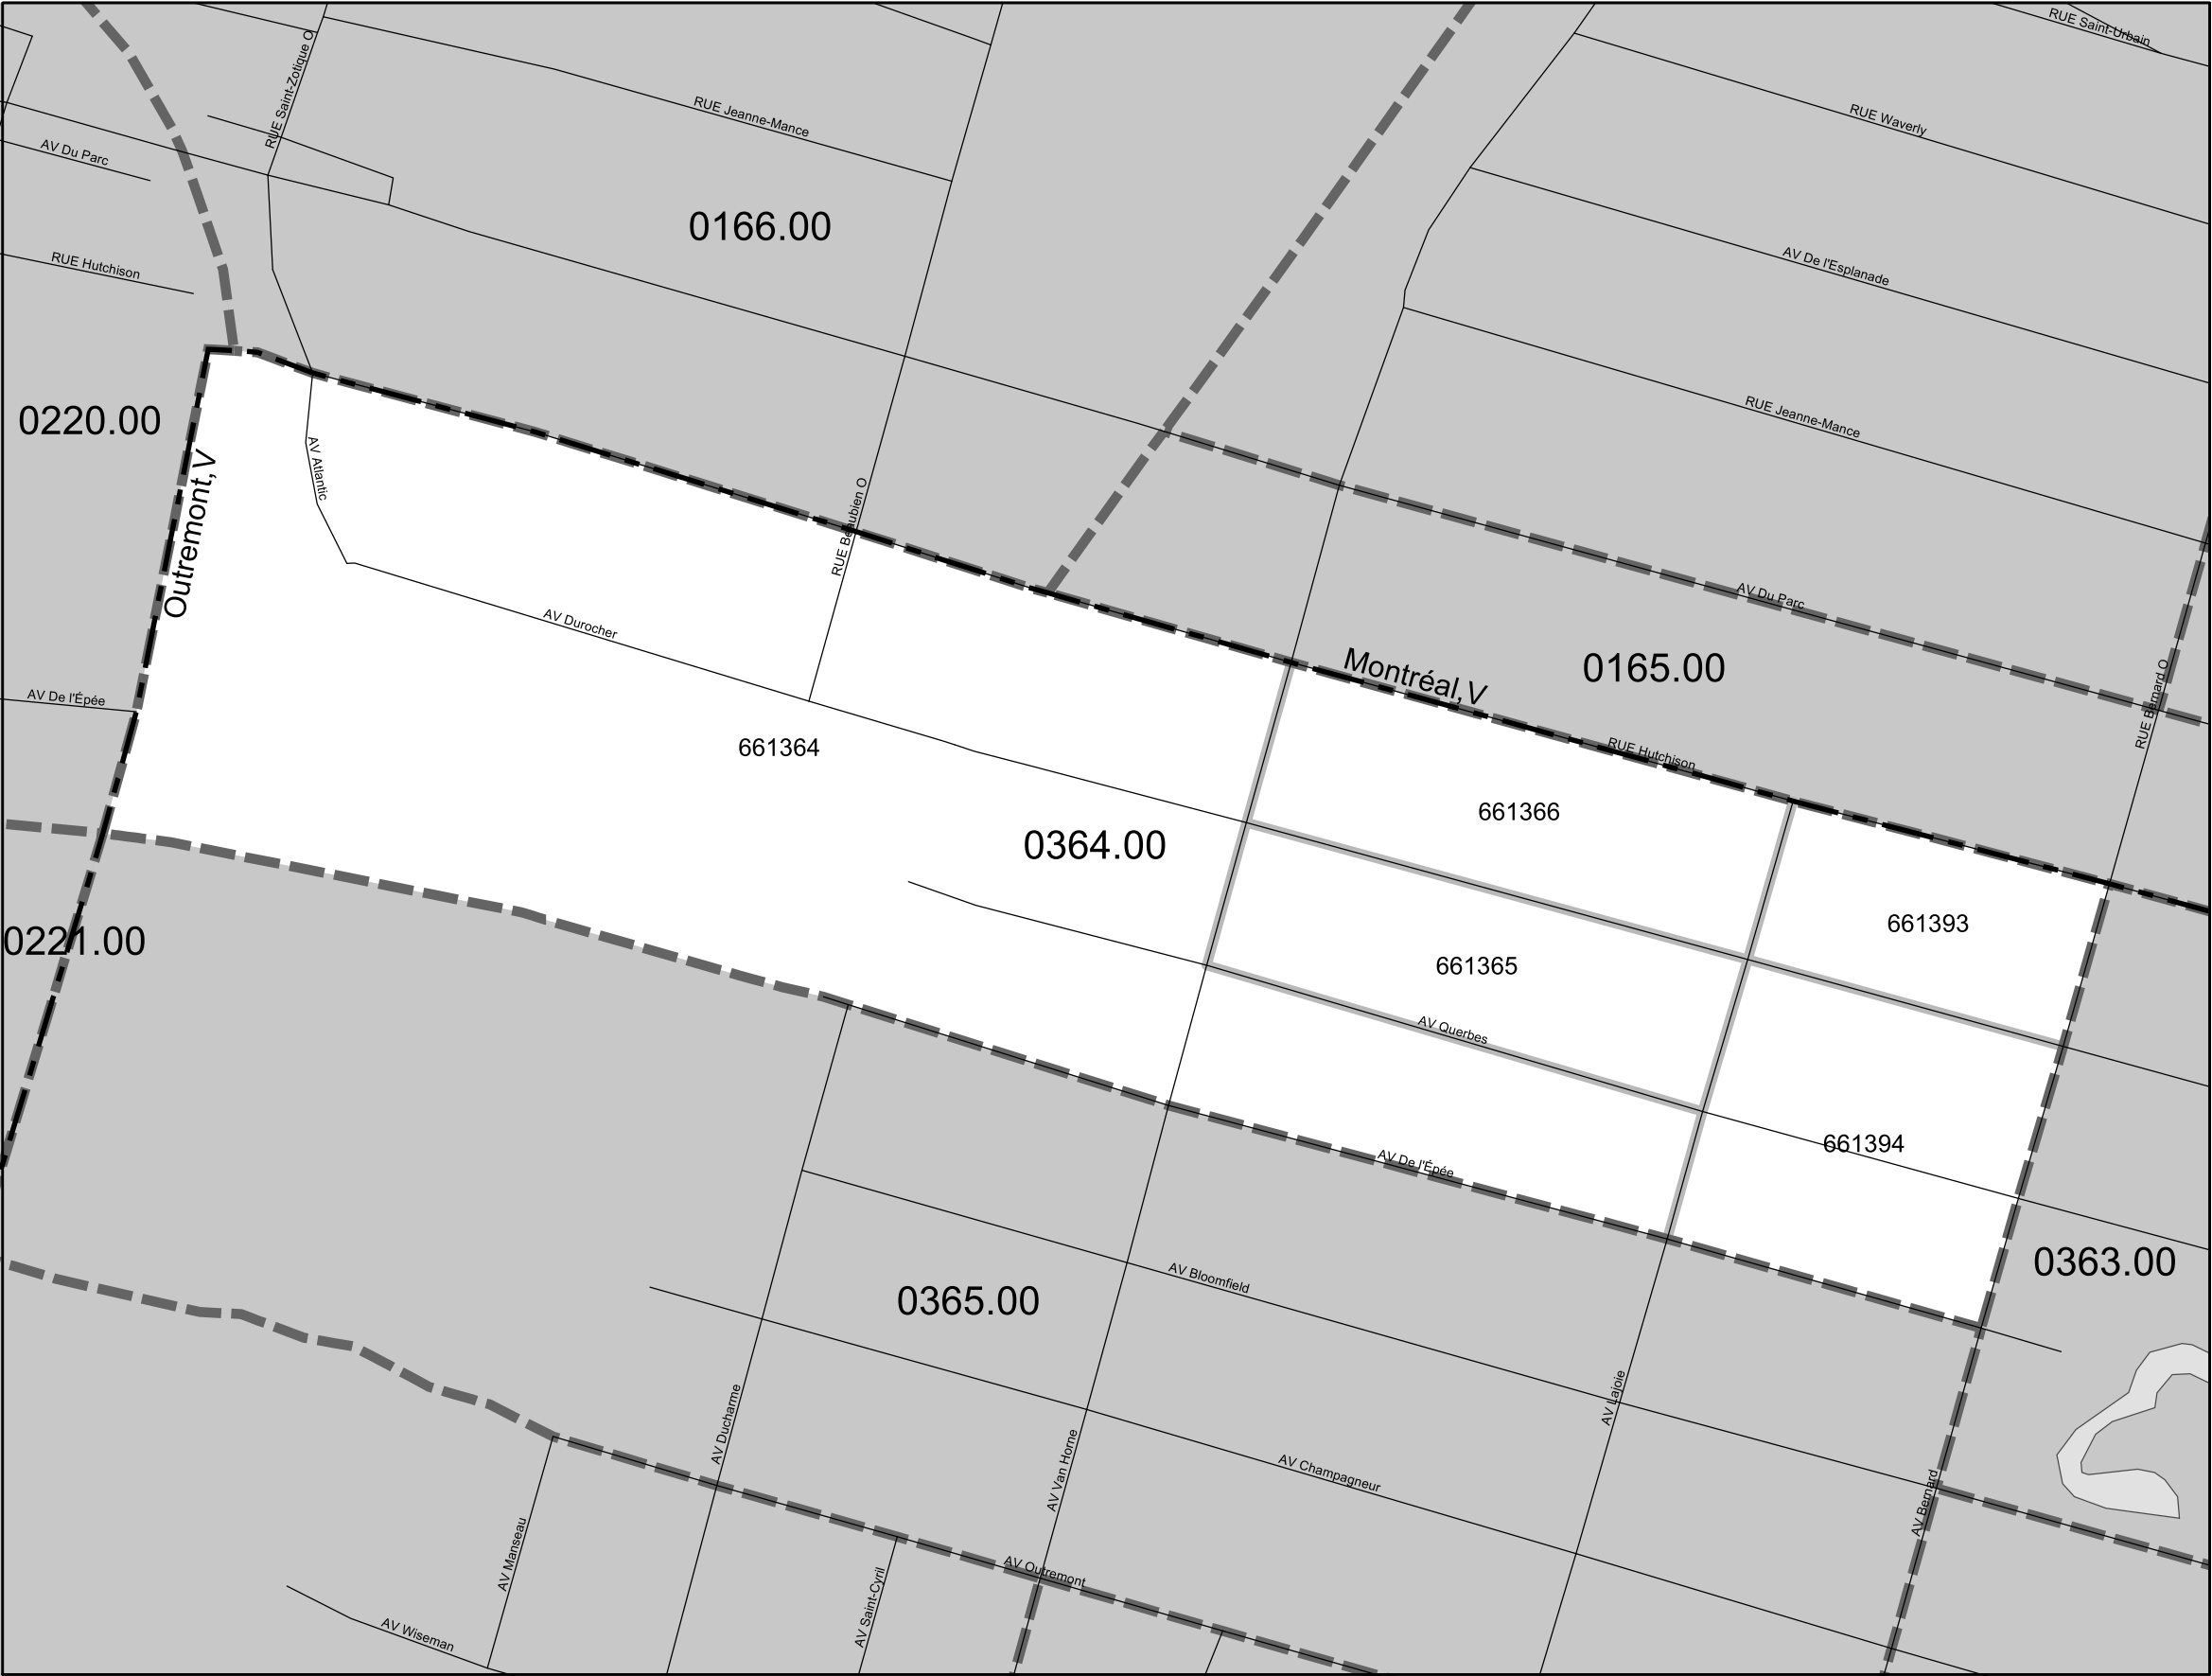 RUE Saint-Urbain
RUE Saint-Zotique O
RUE Jeanne-Mance
RUE Waverly
AV Du Parc
0166.00
RUE Hutchison
AV De l'Esplanade
0220.00
RUE Jeanne-Mance
AV Atlantic
Outremont,V
RUE Beaubien O
AV Du Parc
AV Durocher
Montréal,V
0165.00
RUE Bernard O
AV De l'Épée
661364
RUE Hutchison
661366
0364.00
661393
0221.00
661365
AV Querbes
661394
AV De l'Épée
0363.00
AV Bloomfield
0365.00
AV Lajoie
AV Ducharme
AV Van Horne
AV Champagneur
AV Bernard
AV Manseau
AV Outremont
AV Saint-Cyril
AV Wiseman